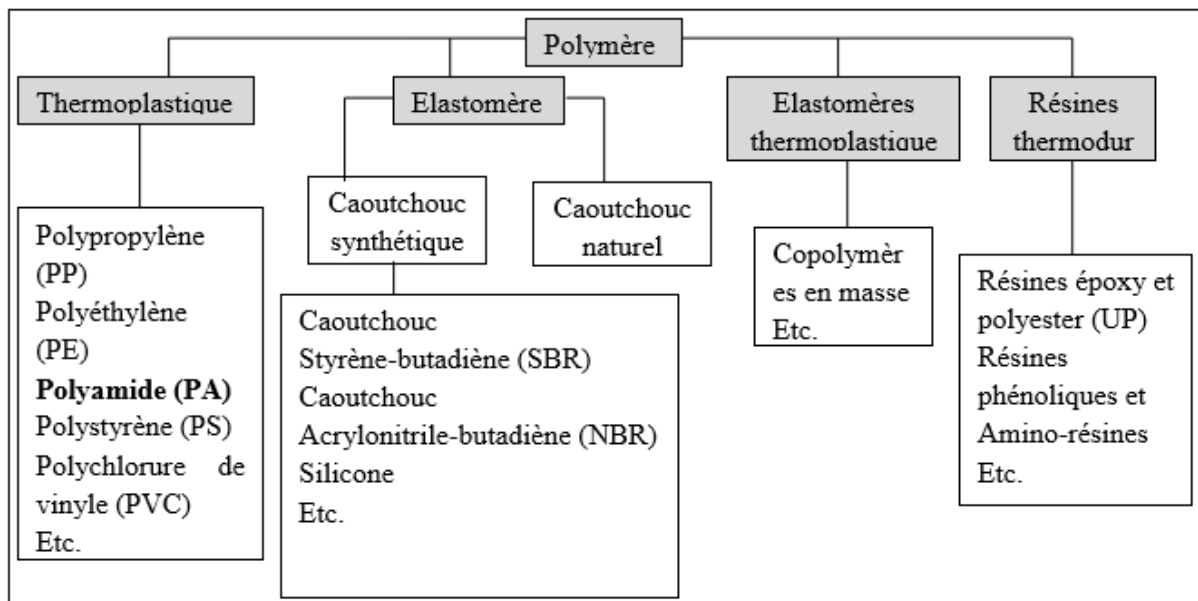 Polymère
Thermoplastique
Elastomère
Elastomères
thermoplastique
Résines
thermodur
Polypropylène
(PP)
Polyéthylène
(PE)
Polyamide (PA)
Polystyrène (PS)
Polychlorure de
vinyle (PVC)
Etc.
Caoutchouc
synthétique
Caoutchouc
naturel
Caoutchouc
Styrène-butadiène (SBR)
Caoutchouc
Acrylonitrile-butadiène (NBR)
Silicone
Etc.
Copolymèr
es en masse
Etc.
Résines époxy et
polyester (UP)
Résines
phénoliques et
Amino-résines
Etc.